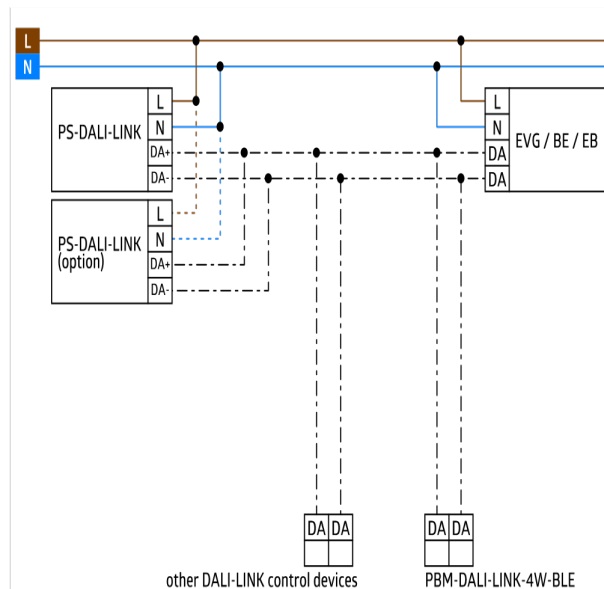 L
N
PS-DALI-LINK
L
N
DA+
DA-
EVG / BE / EB
L
N
DA
DA
PS-DALI-LINK
(option)
L
N
DA+
DA-
DA DA
DA DA
other DALI-LINK control devices
PBM-DALI-LINK-4W-BLE